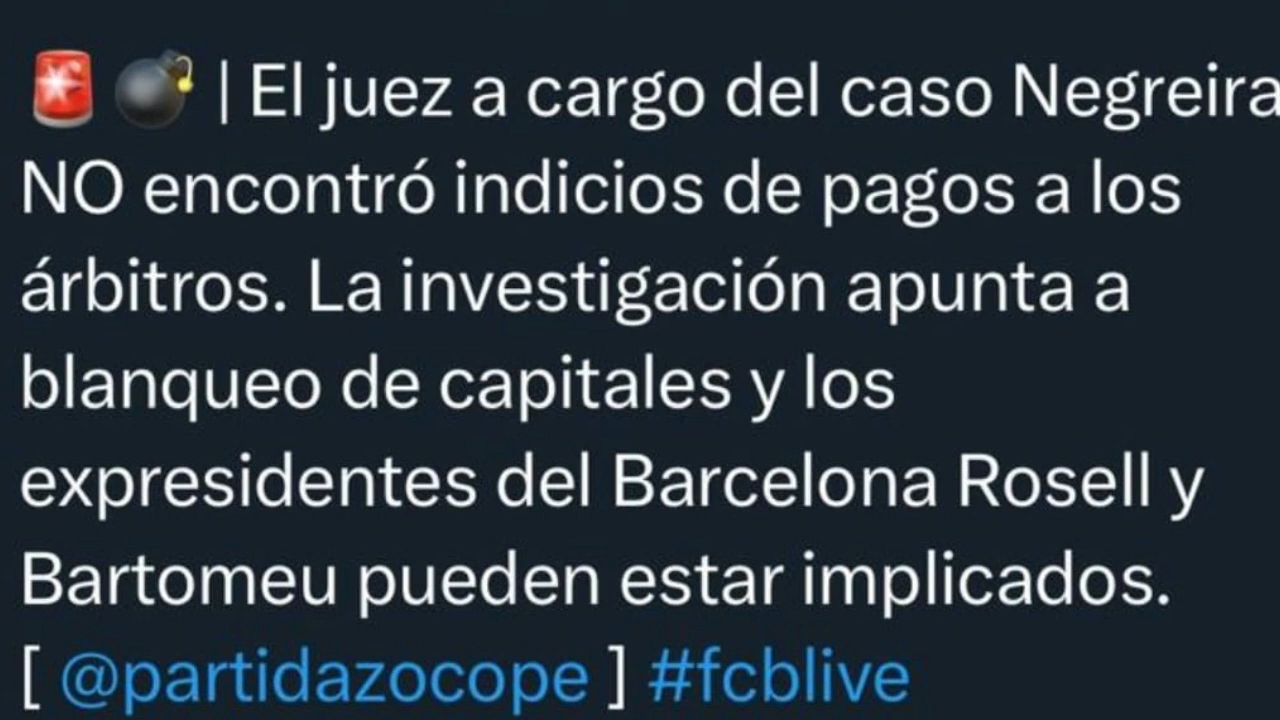 🚨 💣 | El juez a cargo del caso Negreira
NO encontró indicios de pagos a los
árbitros. La investigación apunta a
blanqueo de capitales y los
expresidentes del Barcelona Rosell y
Bartomeu pueden estar implicados.
[ @partidazocope ] #fcblive